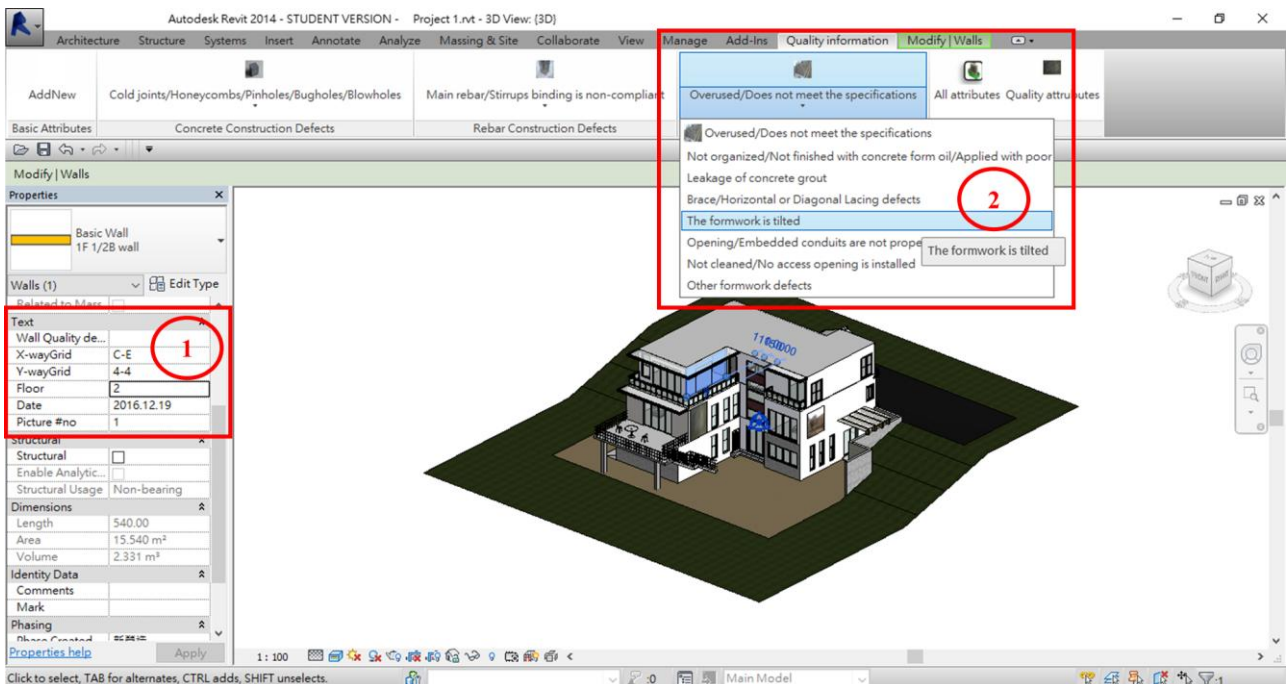 Autodesk Revit 2014 - STUDENT VERSION - Project 1.rvt - 3D View: {3D}
Architecture Structure Systems Insert Annotate Analyze Massing & Site Collaborate View Manage Add-Ins Quality information Modify | Walls
AddNew Cold joints/Honeycombs/Pinholes/Bugholes/Blowholes Main rebar/Stirrups binding is non-compliant Overused/Does not meet the specifications All attributes Quality attrubutes
Basic Attributes Concrete Construction Defects Rebar Construction Defects
Overused/Does not meet the specifications
Not organized/Not finished with concrete form oil/Applied with poor
Leakage of concrete grout
Brace/Horizontal or Diagonal Lacing defects
2
The formwork is tilted
Opening/Embedded conduits are not prope
The formwork is tilted
Not cleaned/No access opening is installed
Other formwork defects
Modify | Walls
Properties
Basic Wall
1F 1/2B wall
Walls (1) Edit Type
Related to Mass
Text
Wall Quality de...
1
X-wayGrid C-E
Y-wayGrid 4-4
Floor 2
Date 2016.12.19
Picture #no 1
Structural
Structural
Enable Analytic...
Structural Usage Non-bearing
Dimensions
Length 540.00
Area 15.540 m²
Volume 2.331 m³
Identity Data
Comments
Mark
Phasing
Phase Created
Properties help Apply
FRONT
1 : 100
Click to select, TAB for alternates, CTRL adds, SHIFT unselects.
:0 Main Model :1